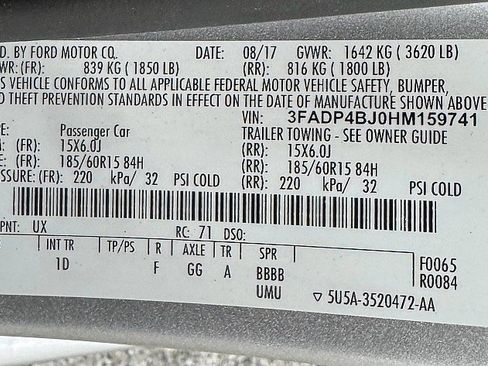 D. BY FORD MOTOR CO. DATE: 08/17 GVWR: 1642 KG ( 3620 LB)
WR: (FR): 839 KG ( 1850 LB) (RR): 816 KG ( 1800 LB)
S VEHICLE CONFORMS TO ALL APPLICABLE FEDERAL MOTOR VEHICLE SAFETY, BUMPER,
THEFT PREVENTION STANDARDS IN EFFECT ON THE DATE OF MANUFACTURE SHOWN ABOVE
VIN: 3FADP4BJ0HM159741
PE: Passenger Car TRAILER TOWING - SEE OWNER GUIDE
M: (FR): 15X6.0J (RR): 15X6.0J
(FR): 185/60R15 84H (RR): 185/60R15 84H
SSURE: (FR): 220 kPa/ 32 PSI COLD (RR): 220 kPa/ 32 PSI COLD
PNT: UX RC: 71 DSO:
INT TR TP/PS R AXLE TR SPR
1D F GG A BBBB F0065
UMU R0084
▽ 5U5A-3520472-AA